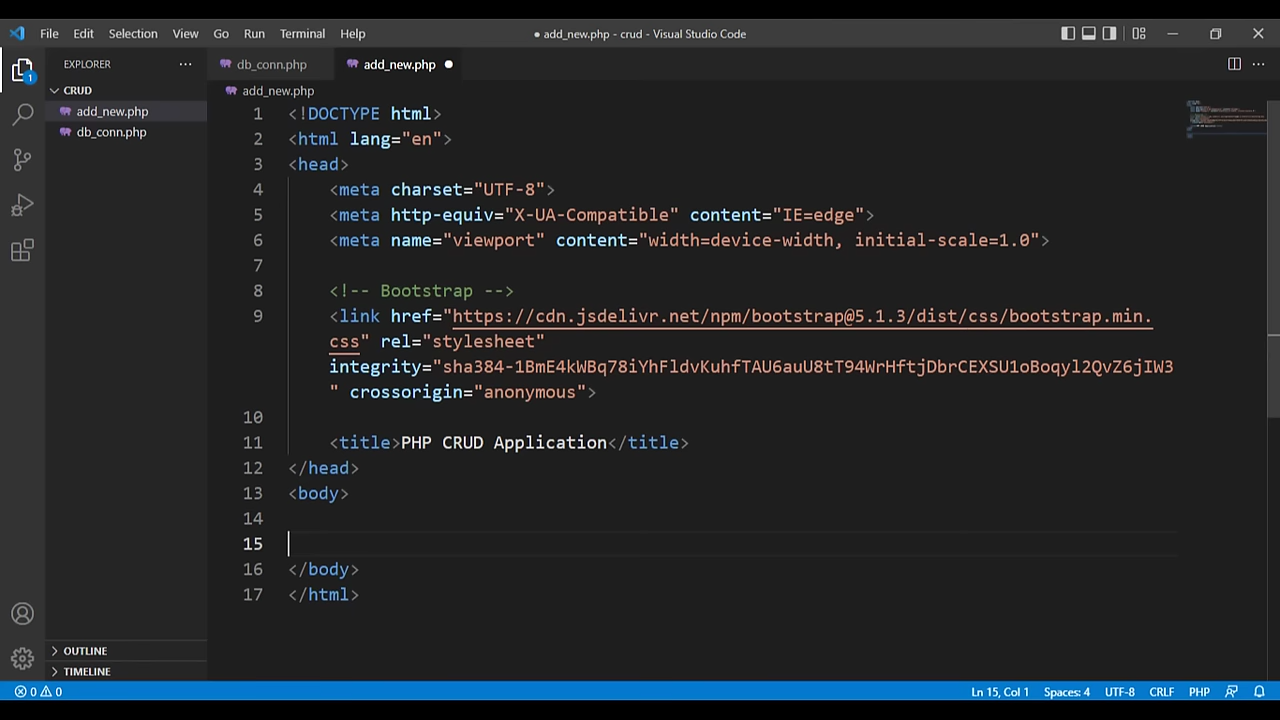 File Edit Selection View Go Run Terminal Help
● add_new.php - crud - Visual Studio Code
EXPLORER
db_conn.php
add_new.php ●
CRUD
add_new.php
db_conn.php
add_new.php
1 <!DOCTYPE html>
2 <html lang="en">
3 <head>
4 <meta charset="UTF-8">
5 <meta http-equiv="X-UA-Compatible" content="IE=edge">
6 <meta name="viewport" content="width=device-width, initial-scale=1.0">
7
8 <!-- Bootstrap -->
9 <link href="https://cdn.jsdelivr.net/npm/bootstrap@5.1.3/dist/css/bootstrap.min.
css" rel="stylesheet"
integrity="sha384-1BmE4kWBq78iYhFldvKuhfTAU6auU8tT94WrHftjDbrCEXSU1oBoqyl2QvZ6jIW3
" crossorigin="anonymous">
10
11 <title>PHP CRUD Application</title>
12 </head>
13 <body>
14
15
16 </body>
17 </html>
1
OUTLINE
TIMELINE
0 0
Ln 15, Col 1 Spaces: 4 UTF-8 CRLF PHP